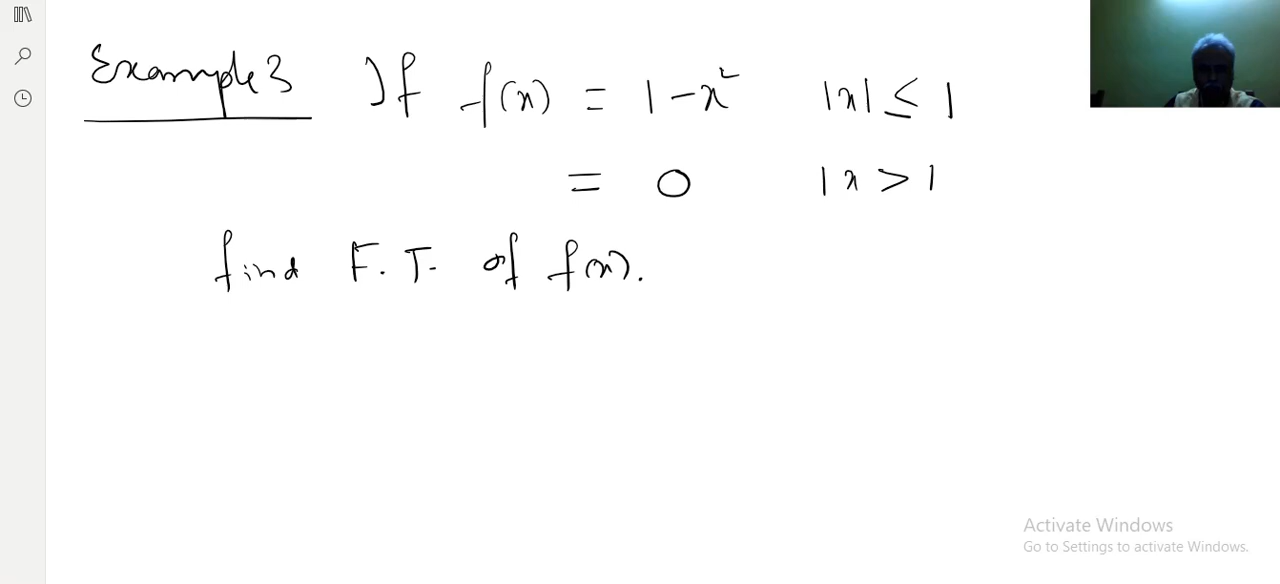 Example 3 If f(x) = 1 - x² |x| ≤ 1
= 0 |x > 1
find F.T. of f(x).
Activate Windows
Go to Settings to activate Windows.